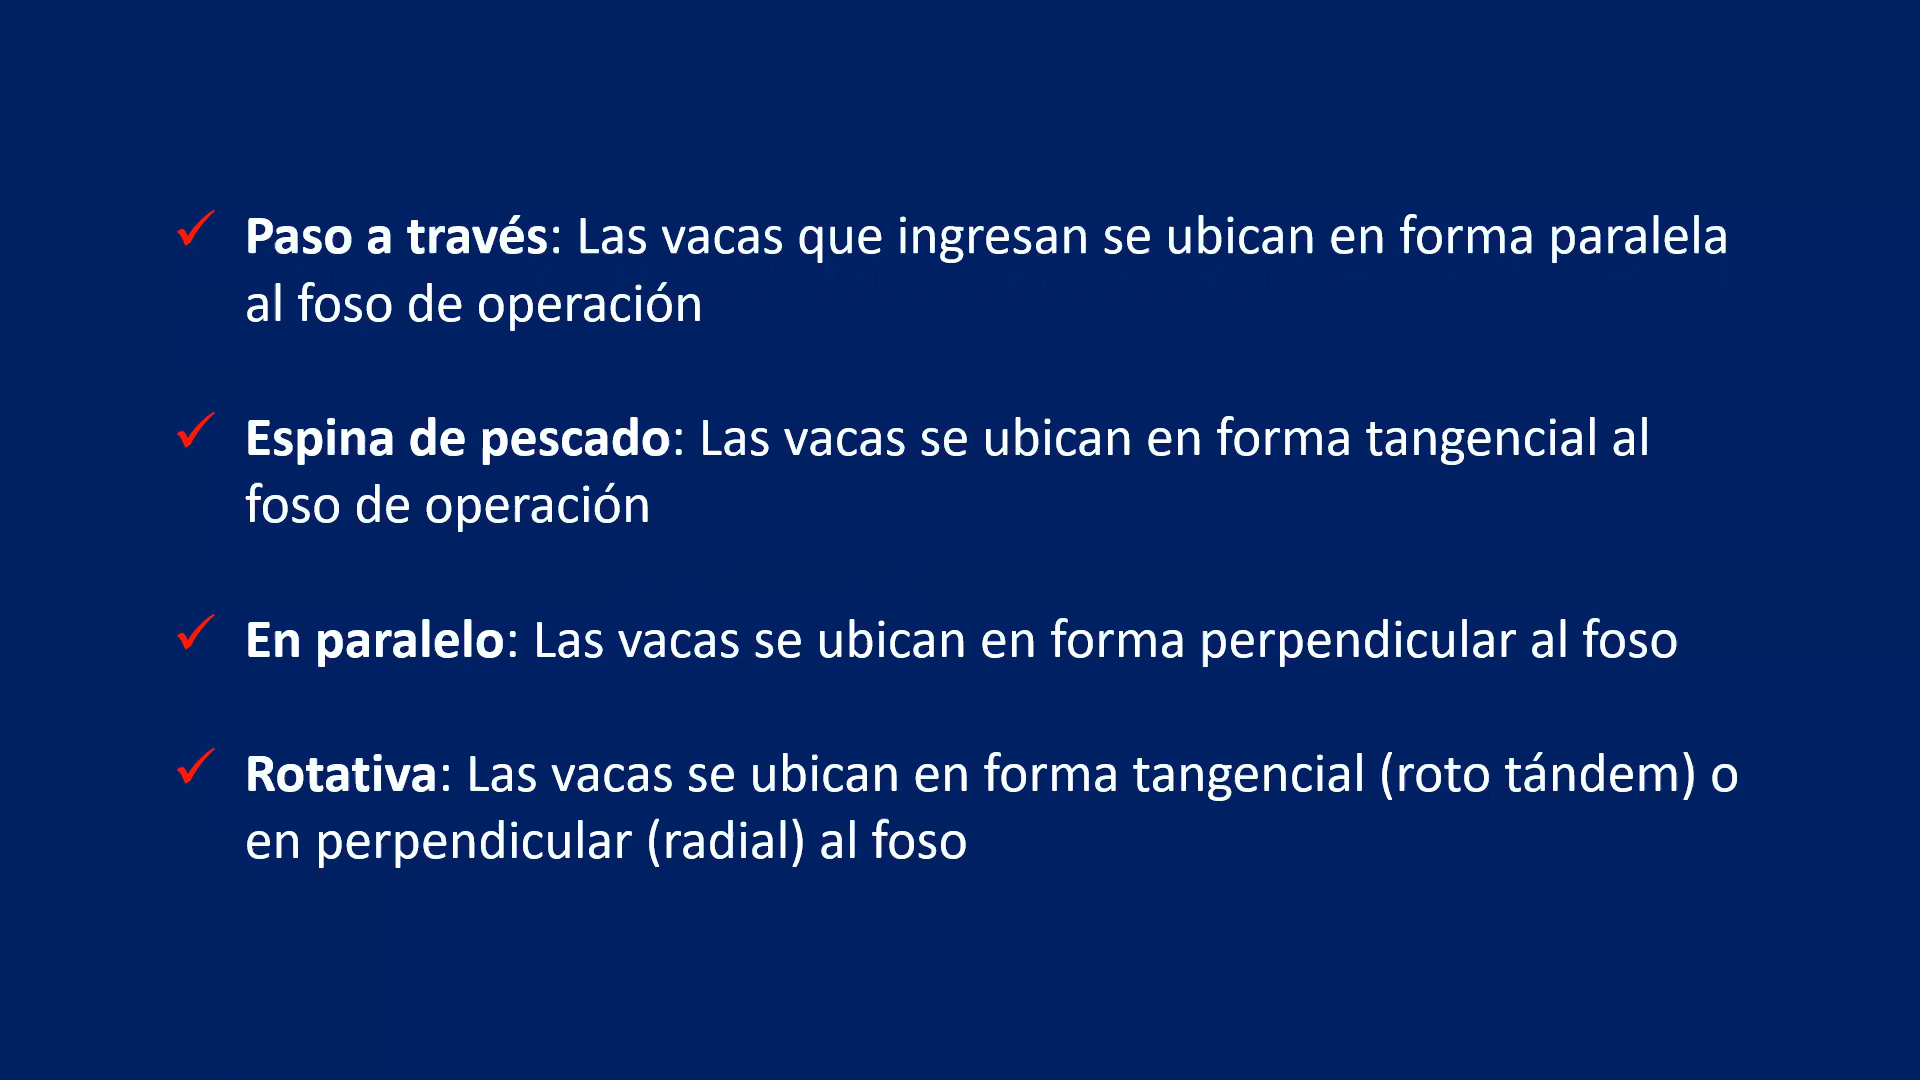 Paso a través: Las vacas que ingresan se ubican en forma paralela
al foso de operación
Espina de pescado: Las vacas se ubican en forma tangencial al
foso de operación
En paralelo: Las vacas se ubican en forma perpendicular al foso
Rotativa: Las vacas se ubican en forma tangencial (roto tándem) o
en perpendicular (radial) al foso